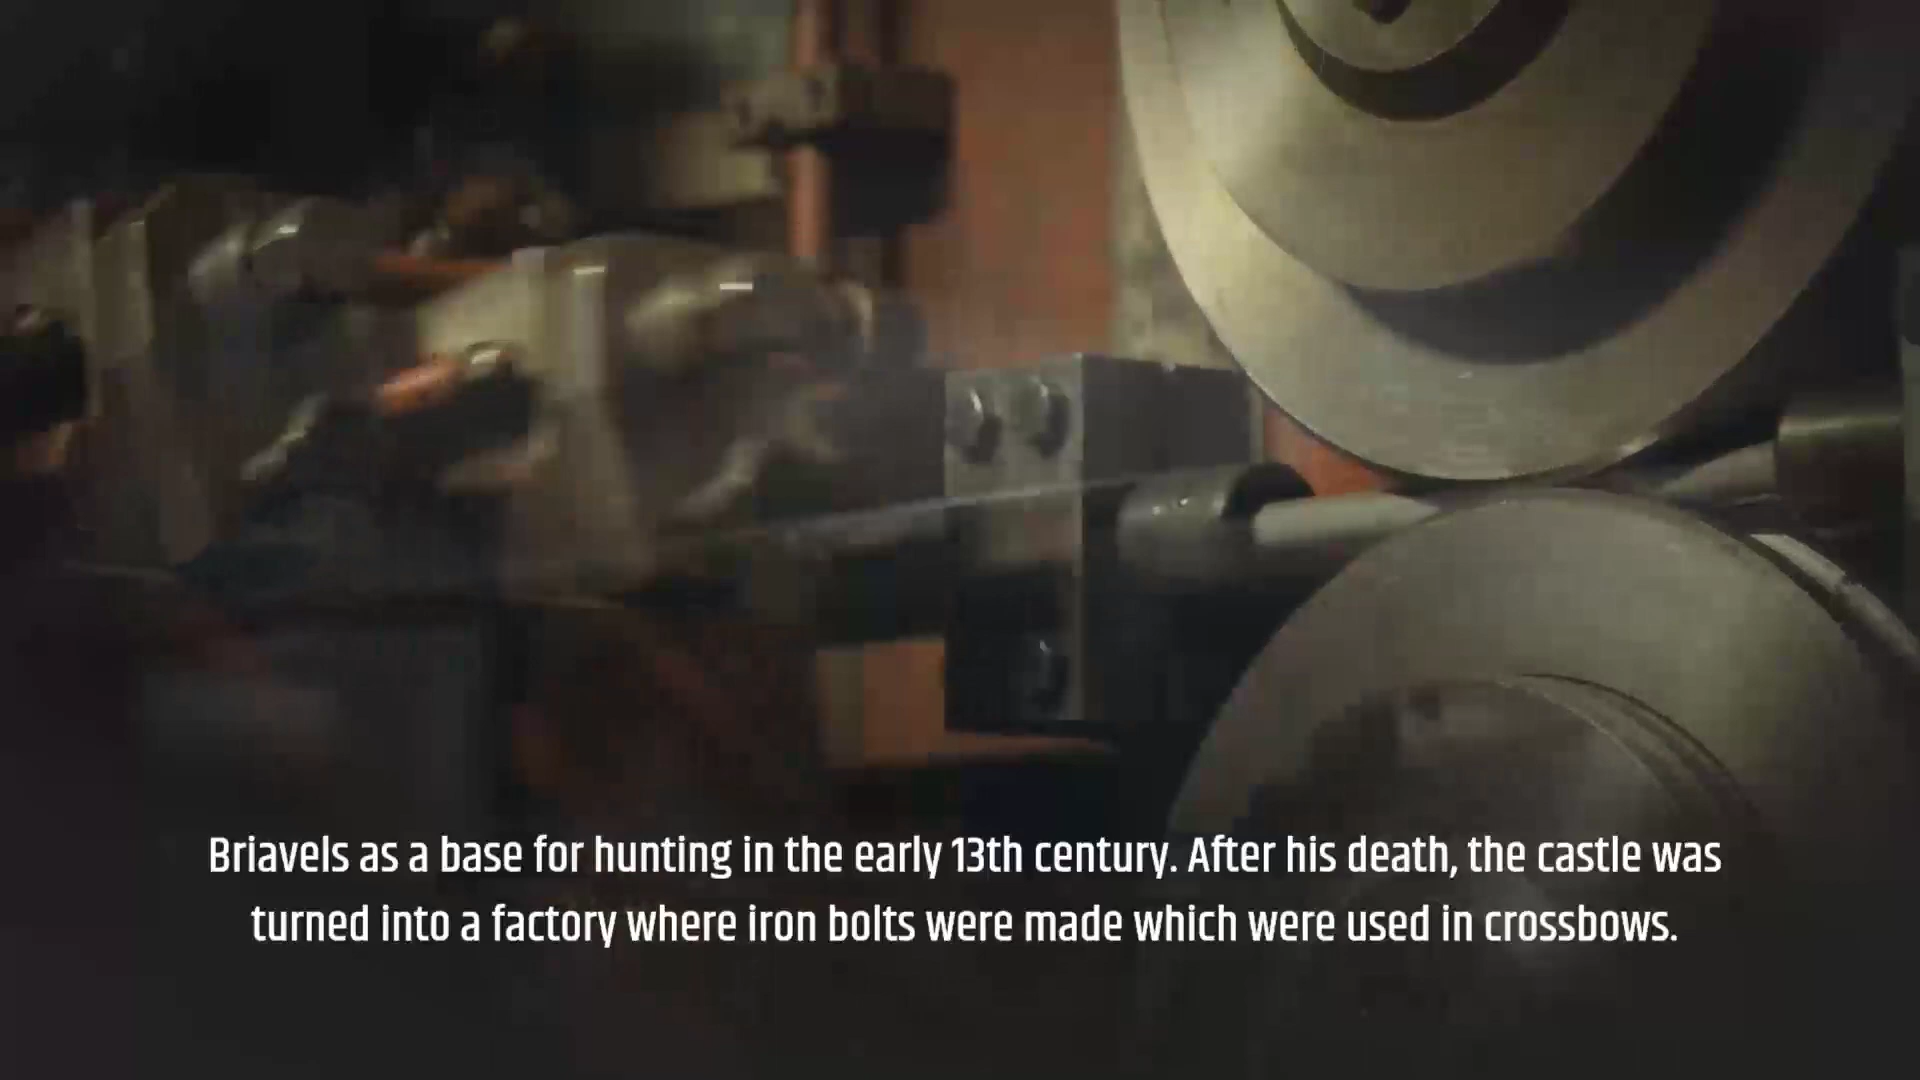 Briavels as a base for hunting in the early 13th century. After his death, the castle was
turned into a factory where iron bolts were made which were used in crossbows.